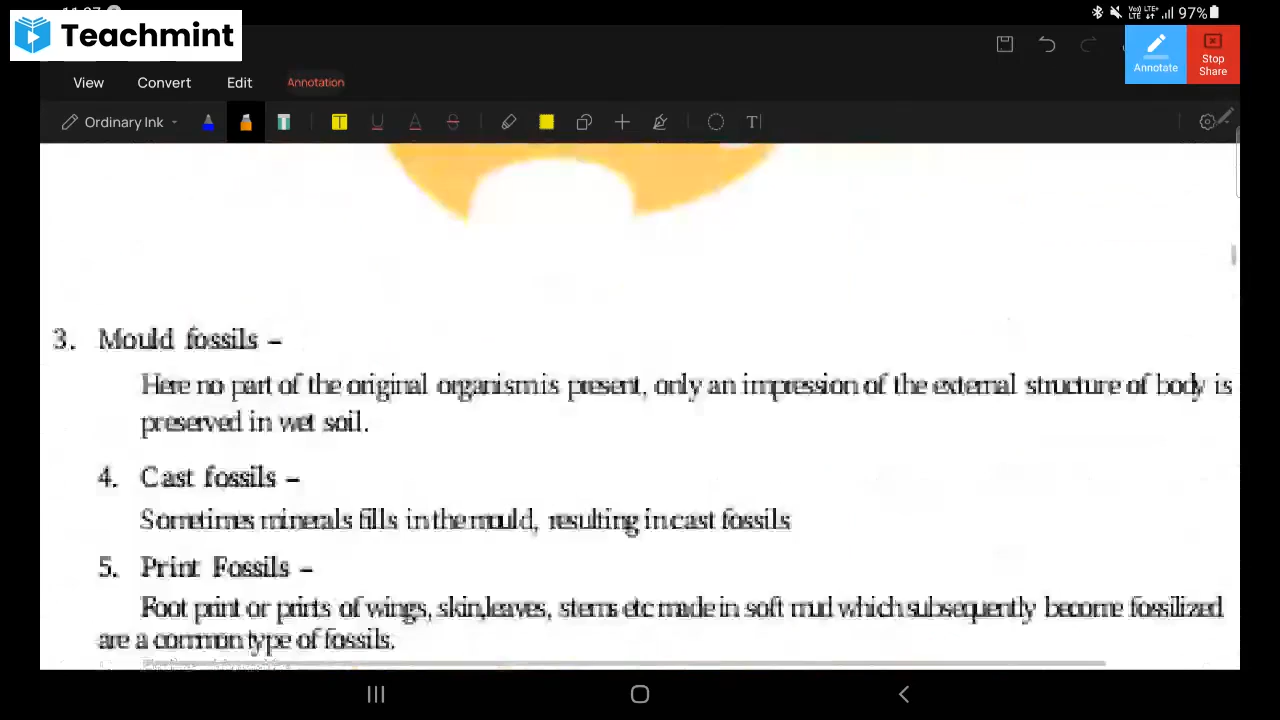 97%
Teachmint
Annotate
Stop
Share
View Convert Edit Annotation
Ordinary Ink
3. Mould fossils –
Here no part of the original organism is present, only an impression of the external structure of body is
preserved in wet soil.
4. Cast fossils –
Sometimes minerals fills in the mould, resulting in cast fossils
5. Print Fossils –
Foot print or prints of wings, skin,leaves, stems etc made in soft mud which subsequently become fossilized
are a common type of fossils.